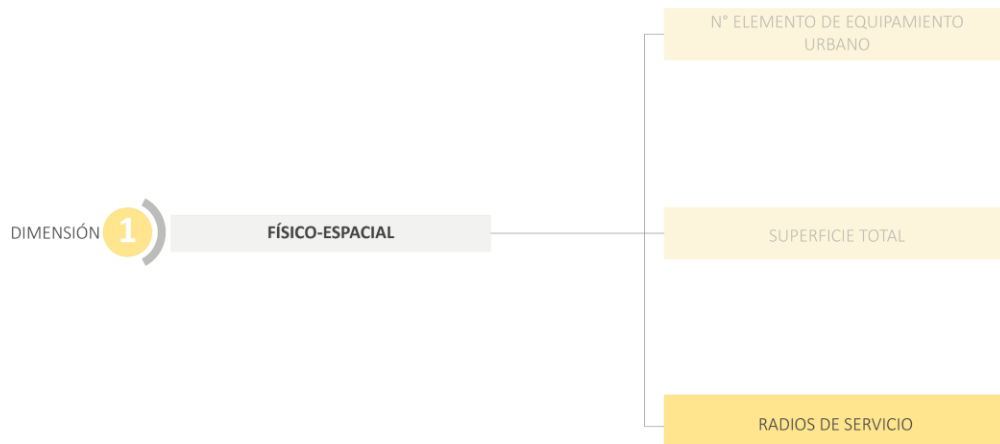 N° ELEMENTO DE EQUIPAMIENTO
URBANO
DIMENSIÓN 1 FÍSICO-ESPACIAL
SUPERFICIE TOTAL
RADIOS DE SERVICIO